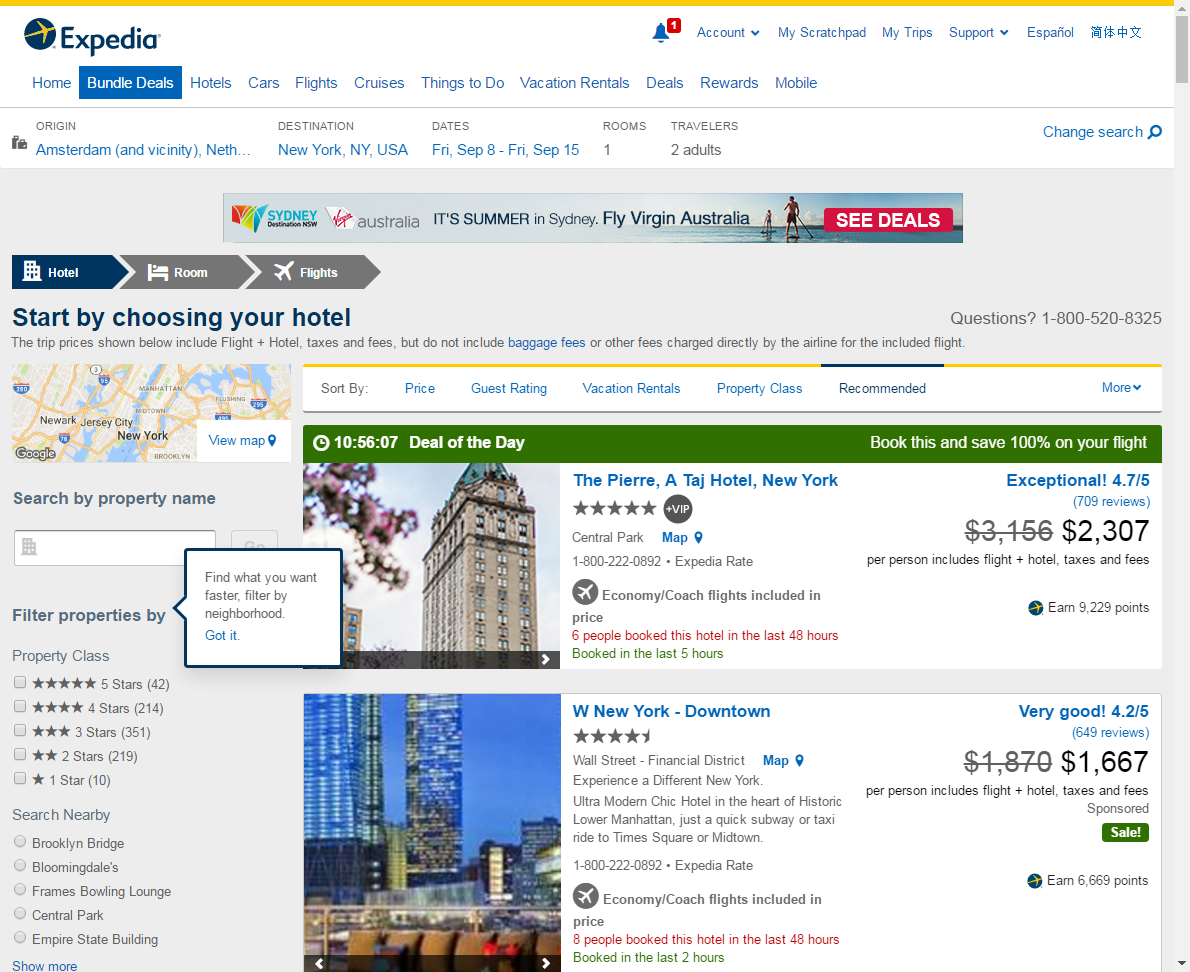 Expedia
1
Account
My Scratchpad
My Trips
Support
Español
简体中文
Home
Bundle Deals
Hotels
Cars
Flights
Cruises
Things to Do
Vacation Rentals
Deals
Rewards
Mobile
ORIGIN
Amsterdam (and vicinity), Neth...
DESTINATION
New York, NY, USA
DATES
Fri, Sep 8 - Fri, Sep 15
ROOMS
1
TRAVELERS
2 adults
Change search
SYDNEY
Destination NSW
Virgin australia
IT'S SUMMER in Sydney. Fly Virgin Australia
SEE DEALS
Hotel
Room
Flights
Start by choosing your hotel
Questions? 1-800-520-8325
The trip prices shown below include Flight + Hotel, taxes and fees, but do not include baggage fees or other fees charged directly by the airline for the included flight.
280
3
95
MANHATTAN
MIDTOWN
FLUSHING
295
495
Newark
Jersey City
78
New York
BROOKLYN
Google
View map
Sort By:
Price
Guest Rating
Vacation Rentals
Property Class
Recommended
More
10:56:07 Deal of the Day
Book this and save 100% on your flight
Search by property name
Go
Find what you want
faster, filter by
neighborhood.
Got it.
Filter properties by
Property Class
5 Stars (42)
4 Stars (214)
3 Stars (351)
2 Stars (219)
1 Star (10)
Search Nearby
Brooklyn Bridge
Bloomingdale's
Frames Bowling Lounge
Central Park
Empire State Building
Show more
The Pierre, A Taj Hotel, New York
+VIP
Central Park
Map
1-800-222-0892 • Expedia Rate
Economy/Coach flights included in
price
6 people booked this hotel in the last 48 hours
Booked in the last 5 hours
Exceptional! 4.7/5
(709 reviews)
$3,156 $2,307
per person includes flight + hotel, taxes and fees
Earn 9,229 points
W New York - Downtown
Wall Street - Financial District
Map
Experience a Different New York.
Ultra Modern Chic Hotel in the heart of Historic
Lower Manhattan, just a quick subway or taxi
ride to Times Square or Midtown.
1-800-222-0892 • Expedia Rate
Economy/Coach flights included in
price
8 people booked this hotel in the last 48 hours
Booked in the last 2 hours
Very good! 4.2/5
(649 reviews)
$1,870 $1,667
per person includes flight + hotel, taxes and fees
Sponsored
Sale!
Earn 6,669 points